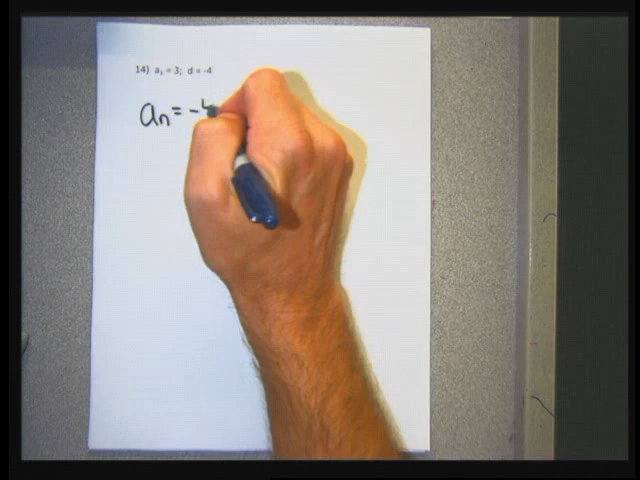 14) a₁ = 3; d = -4
aₙ = -4